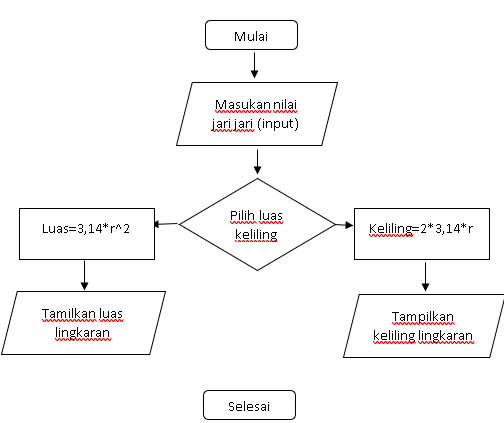 Mulai
Masukan nilai
jari jari (input)
Pilih luas
keliling
Luas=3,14*r^2
Keliling=2*3,14*r
Tamilkan luas
lingkaran
Tampilkan
keliling lingkaran
Selesai